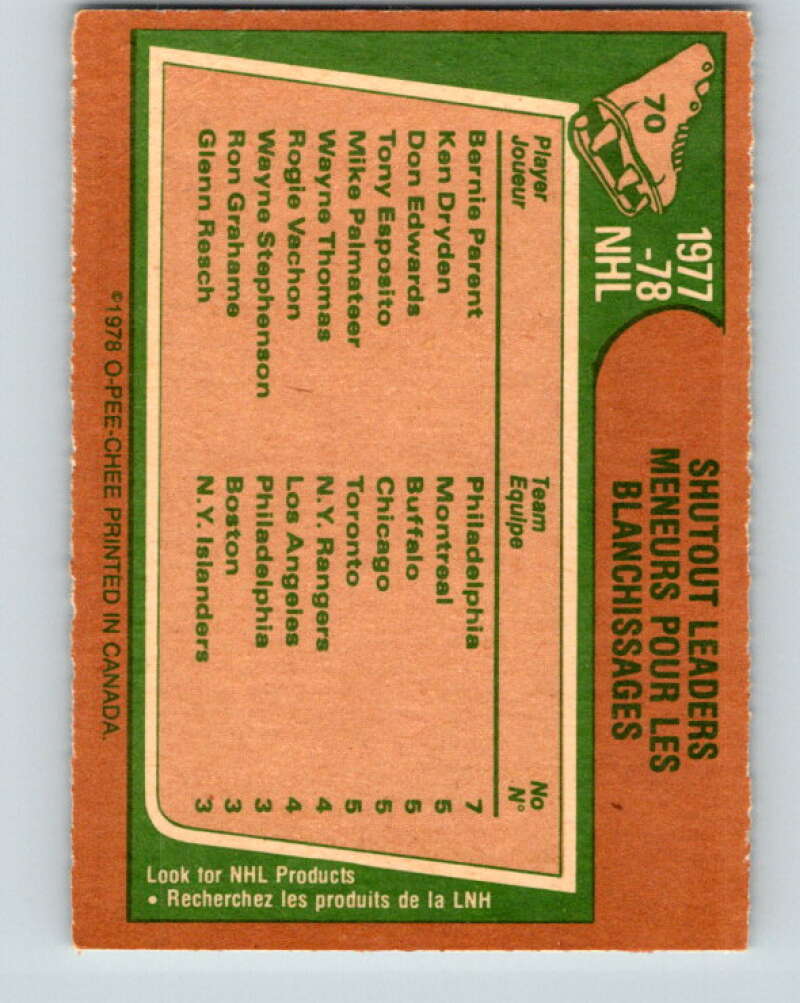 70
1977
-78
NHL
SHUTOUT LEADERS
MENEURS POUR LES
BLANCHISSAGES
Player Team No
Joueur Equipe N°
Bernie Parent Philadelphia 7
Ken Dryden Montreal 5
Don Edwards Buffalo 5
Tony Esposito Chicago 5
Mike Palmateer Toronto 5
Wayne Thomas N.Y. Rangers 4
Rogie Vachon Los Angeles 4
Wayne Stephenson Philadelphia 3
Ron Grahame Boston 3
Glenn Resch N.Y. Islanders 3
Look for NHL Products
• Recherchez les produits de la LNH
©1978 O-PEE-CHEE PRINTED IN CANADA.